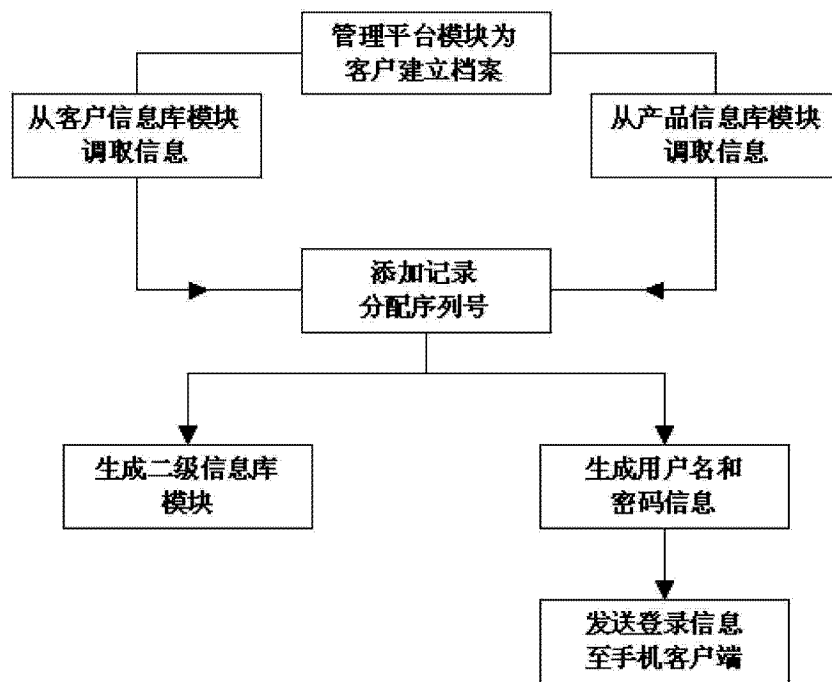 管理平台模块为
客户建立档案
从客户信息库模块
调取信息
从产品信息库模块
调取信息
添加记录
分配序列号
生成二级信息库
模块
生成用户名和
密码信息
发送登录信息
至手机客户端